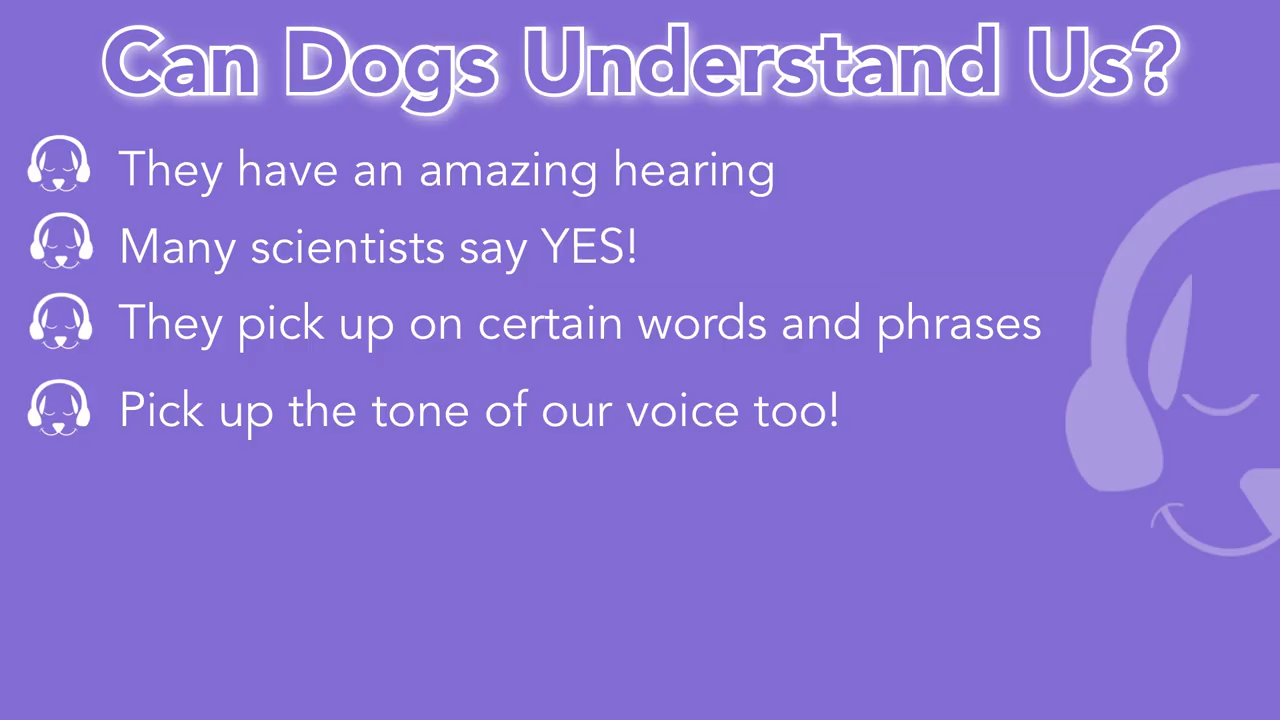 Can Dogs Understand Us?
They have an amazing hearing
Many scientists say YES!
They pick up on certain words and phrases
Pick up the tone of our voice too!